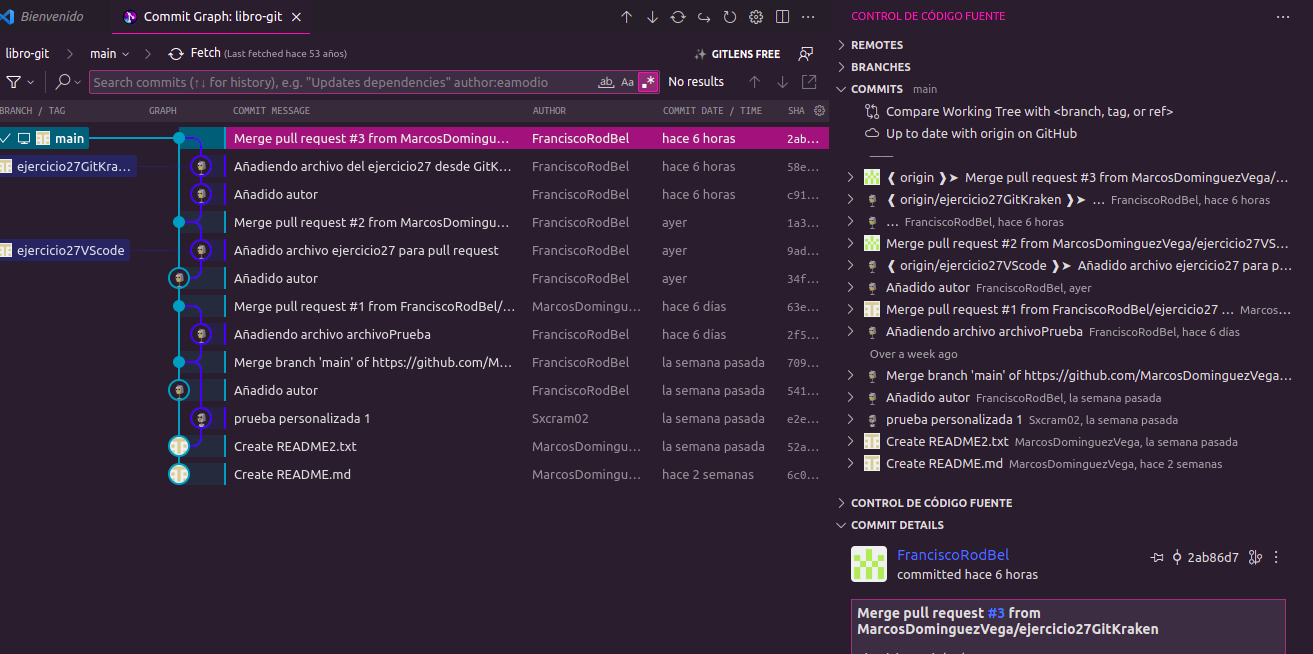 Bienvenido
Commit Graph: libro-git
libro-git
main
Fetch (Last fetched hace 53 años)
GITLENS FREE
Search commits (↑↓ for history), e.g. "Updates dependencies" author:eamodio
ab
Aa
No results
BRANCH / TAG GRAPH COMMIT MESSAGE AUTHOR COMMIT DATE / TIME SHA
main Merge pull request #3 from MarcosDomingu... FranciscoRodBel hace 6 horas 2ab...
ejercicio27GitKra... Añadiendo archivo del ejercicio27 desde GitK... FranciscoRodBel hace 6 horas 58e...
Añadido autor FranciscoRodBel hace 6 horas c91...
Merge pull request #2 from MarcosDomingu... FranciscoRodBel ayer 1a3...
ejercicio27VScode Añadido archivo ejercicio27 para pull request FranciscoRodBel ayer 9ad...
Añadido autor FranciscoRodBel ayer 34f...
Merge pull request #1 from FranciscoRodBel/... MarcosDomingu... hace 6 días 63e...
Añadiendo archivo archivoPrueba FranciscoRodBel hace 6 días 2f5...
Merge branch 'main' of https://github.com/M... FranciscoRodBel la semana pasada 709...
Añadido autor FranciscoRodBel la semana pasada 541...
prueba personalizada 1 Sxcram02 la semana pasada e2e...
Create README2.txt MarcosDomingu... la semana pasada 52a...
Create README.md MarcosDomingu... hace 2 semanas 6c0...
CONTROL DE CÓDIGO FUENTE
REMOTES
BRANCHES
COMMITS main
Compare Working Tree with <branch, tag, or ref>
Up to date with origin on GitHub
❰ origin ❱➤ Merge pull request #3 from MarcosDominguezVega/...
❰ origin/ejercicio27GitKraken ❱➤ ... FranciscoRodBel, hace 6 horas
... FranciscoRodBel, hace 6 horas
Merge pull request #2 from MarcosDominguezVega/ejercicio27VS...
❰ origin/ejercicio27VScode ❱➤ Añadido archivo ejercicio27 para p...
Añadido autor FranciscoRodBel, ayer
Merge pull request #1 from FranciscoRodBel/ejercicio27 ... Marcos...
Añadiendo archivo archivoPrueba FranciscoRodBel, hace 6 días
Over a week ago
Merge branch 'main' of https://github.com/MarcosDominguezVega...
Añadido autor FranciscoRodBel, la semana pasada
prueba personalizada 1 Sxcram02, la semana pasada
Create README2.txt MarcosDominguezVega, la semana pasada
Create README.md MarcosDominguezVega, hace 2 semanas
CONTROL DE CÓDIGO FUENTE
COMMIT DETAILS
FranciscoRodBel
committed hace 6 horas
2ab86d7
Merge pull request #3 from
MarcosDominguezVega/ejercicio27GitKraken